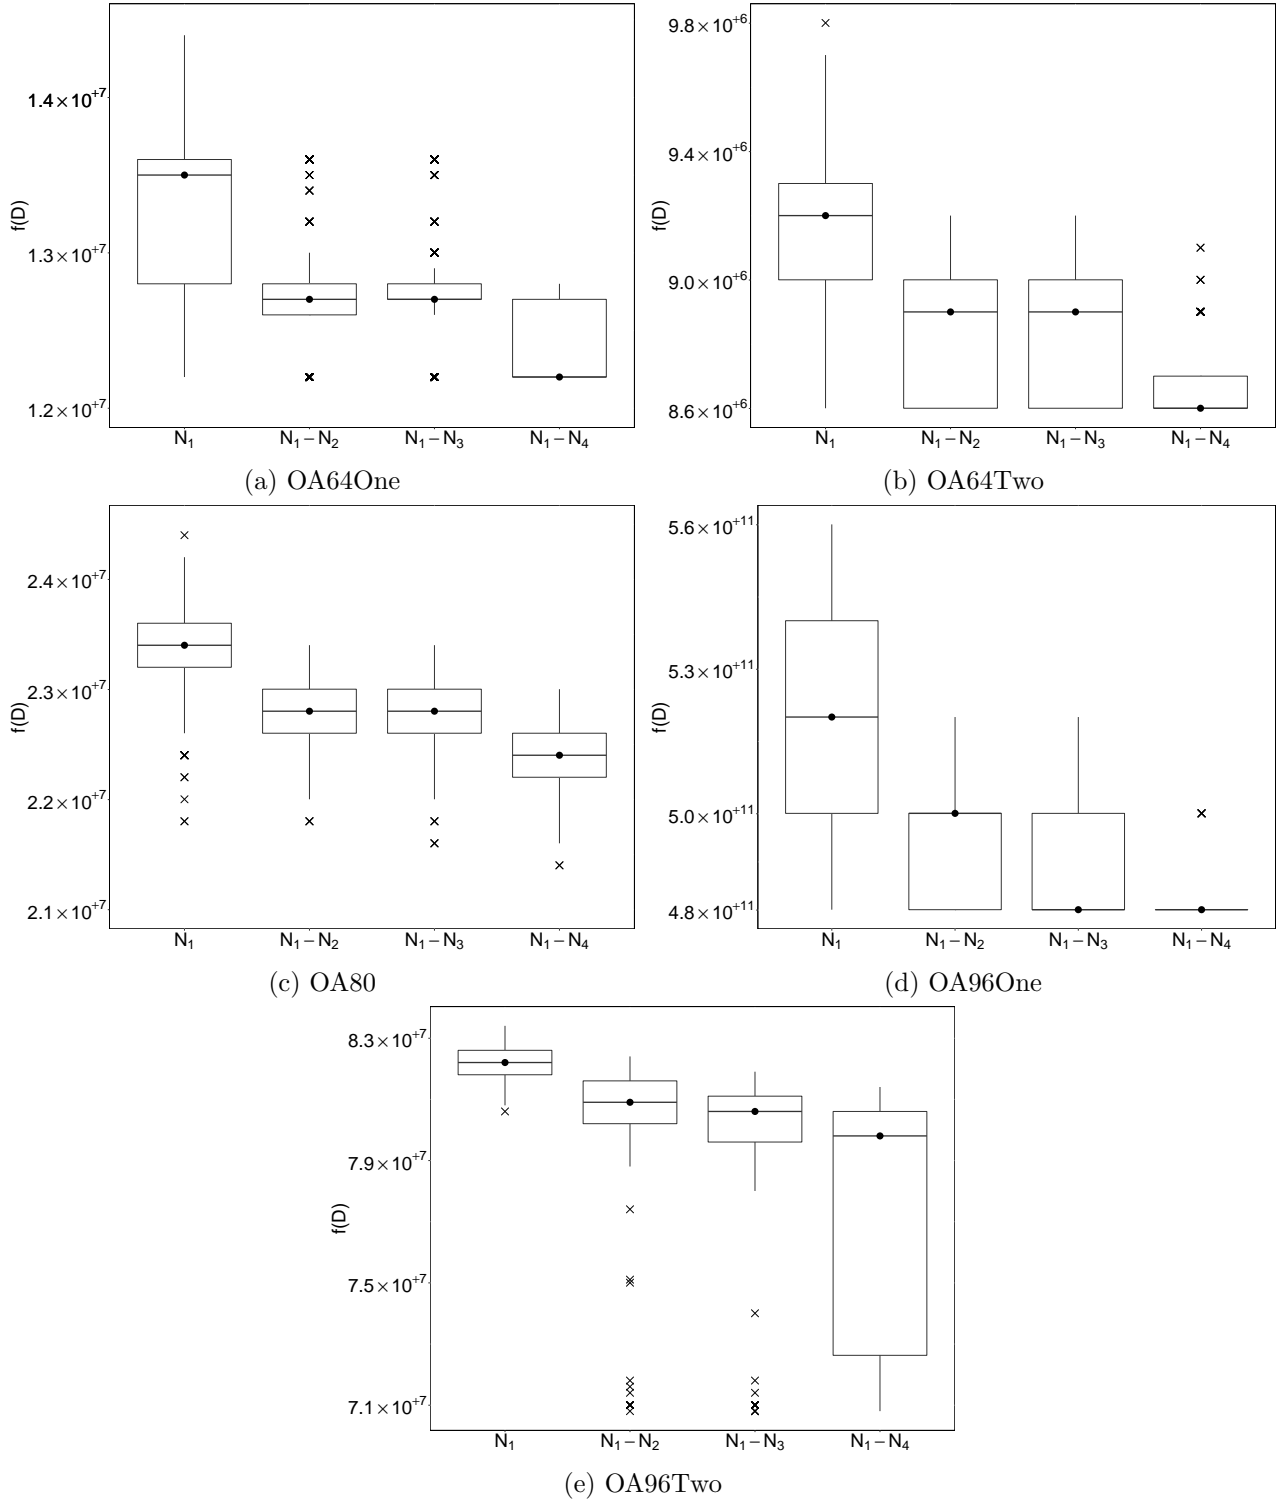 1.4×10⁺⁷
1.3×10⁺⁷
1.2×10⁺⁷
f(D)
N₁ N₁−N₂ N₁−N₃ N₁−N₄
(a) OA64One
9.8×10⁺⁶
9.4×10⁺⁶
9.0×10⁺⁶
8.6×10⁺⁶
f(D)
N₁ N₁−N₂ N₁−N₃ N₁−N₄
(b) OA64Two
2.4×10⁺⁷
2.3×10⁺⁷
2.2×10⁺⁷
2.1×10⁺⁷
f(D)
N₁ N₁−N₂ N₁−N₃ N₁−N₄
(c) OA80
5.6×10⁺¹¹
5.3×10⁺¹¹
5.0×10⁺¹¹
4.8×10⁺¹¹
f(D)
N₁ N₁−N₂ N₁−N₃ N₁−N₄
(d) OA96One
8.3×10⁺⁷
7.9×10⁺⁷
7.5×10⁺⁷
7.1×10⁺⁷
f(D)
N₁ N₁−N₂ N₁−N₃ N₁−N₄
(e) OA96Two